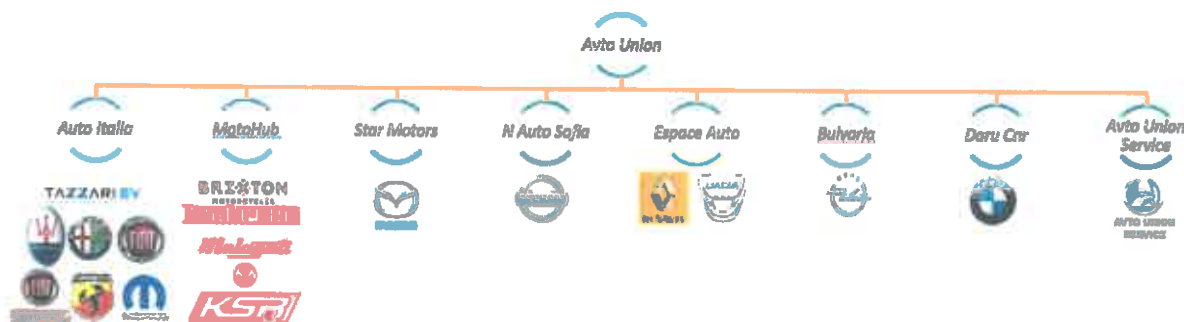 Avto Union
Auto Italia
MotoHub
Star Motors
N Auto Sofia
Espace Auto
Bulvaria
Daru Car
Avto Union
Service
TAZZARI EV
BRIXTON
MOTORCYCLES
KSR
DACIA
AVTO UNION
SERVICE